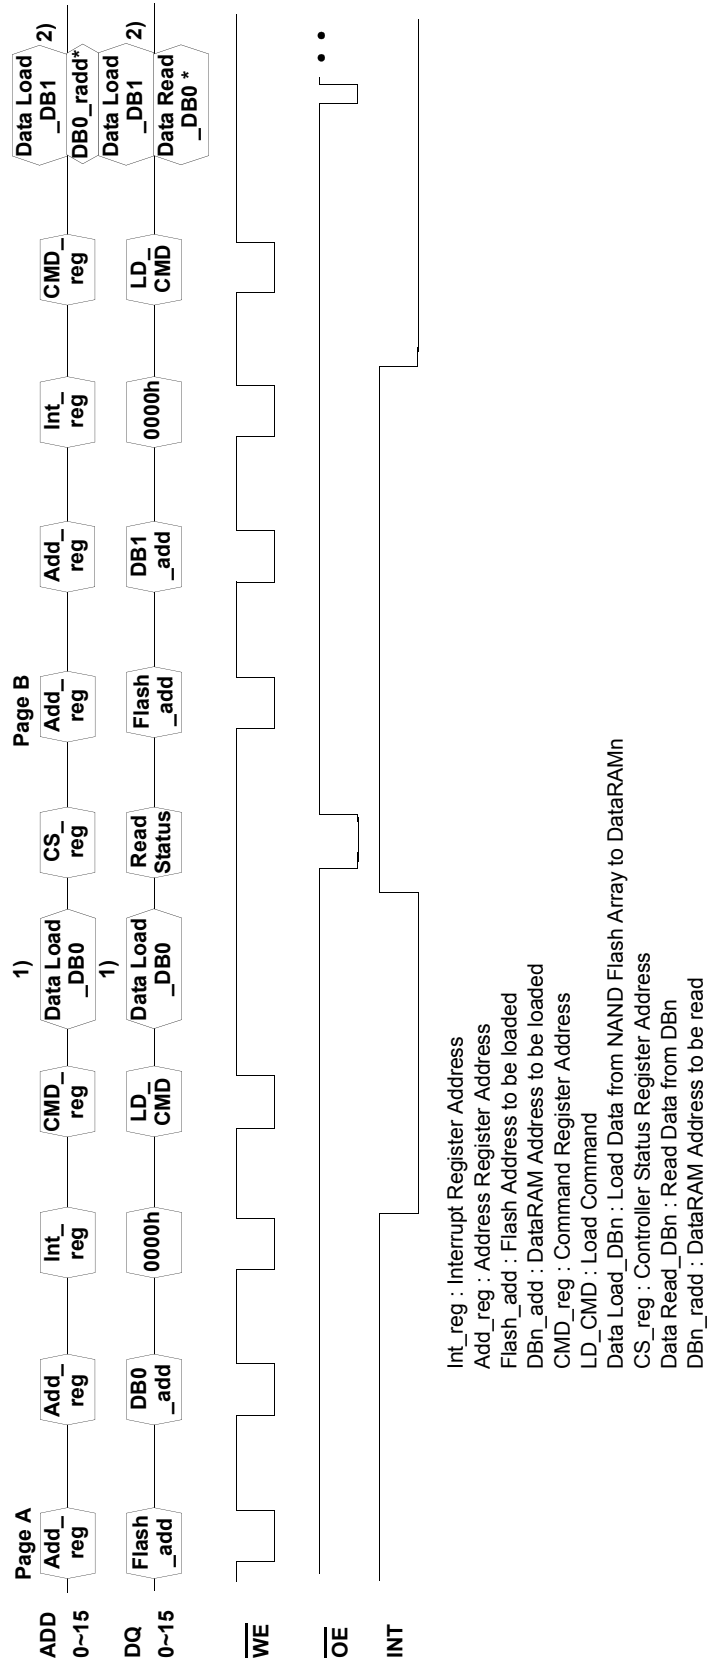 Page A
Page B
ADD
0~15
Add_
reg
Add_
reg
Int_
reg
CMD_
reg
1)
Data Load
_DB0
CS_
reg
Add_
reg
Add_
reg
Int_
reg
CMD_
reg
2)
Data Load
_DB1
DB0_radd*
DQ
0~15
Flash
_add
DB0
_add
0000h
LD_
CMD
1)
Data Load
_DB0
Read
Status
Flash
_add
DB1
_add
0000h
LD_
CMD
2)
Data Load
_DB1
Data Read
_DB0 *
WE
OE
INT
Int_reg : Interrupt Register Address
Add_reg : Address Register Address
Flash_add : Flash Address to be loaded
DBn_add : DataRAM Address to be loaded
CMD_reg : Command Register Address
LD_CMD : Load Command
Data Load_DBn : Load Data from NAND Flash Array to DataRAMn
CS_reg : Controller Status Register Address
Data Read_DBn : Read Data from DBn
DBn_radd : DataRAM Address to be read